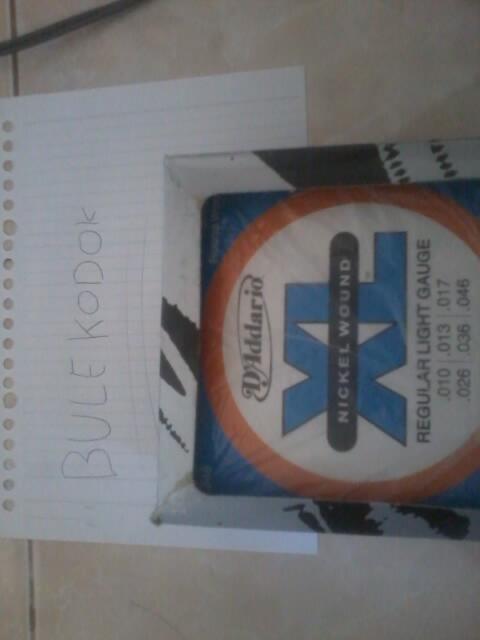 BULE KODOK
D'Addario
XL
NICKEL WOUND
REGULAR LIGHT GAUGE
.010 .013 .017
.026 .036 .046